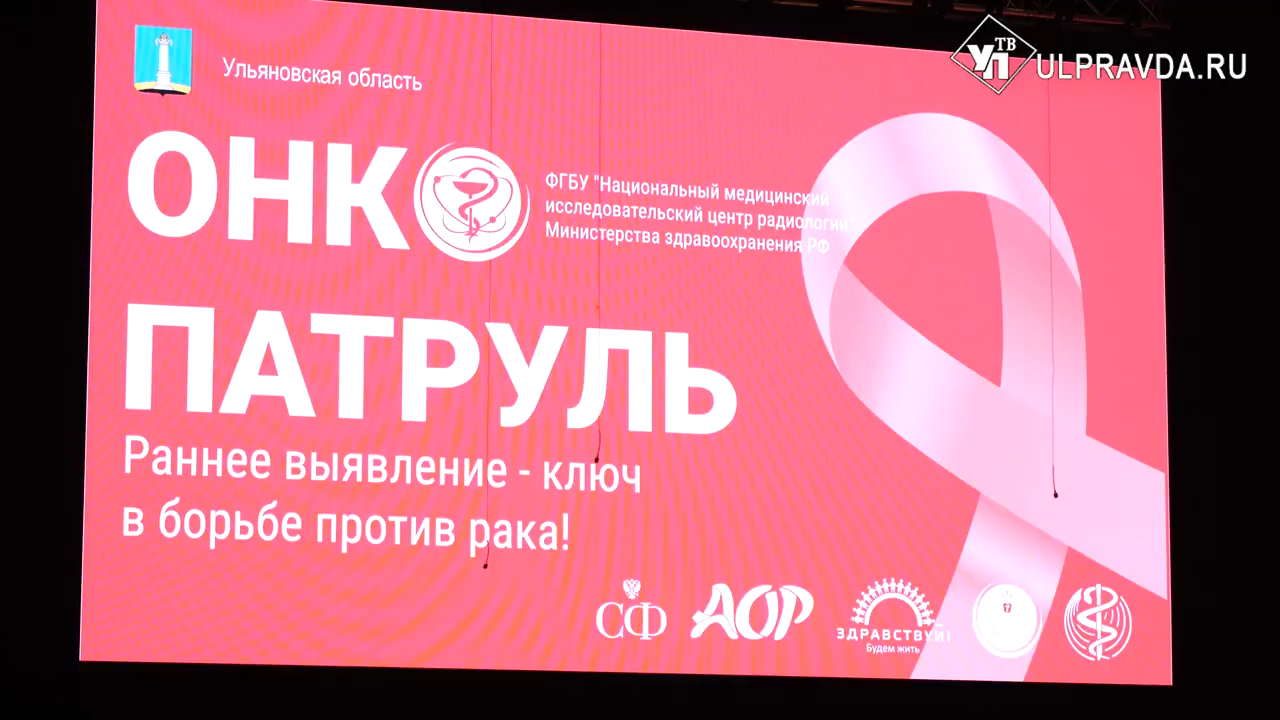 УП ТВ
ULPRAVDA.RU
Ульяновская область
ОНК
ФГБУ "Национальный медицинский
исследовательский центр радиологии"
Министерства здравоохранения РФ
ПАТРУЛЬ
Раннее выявление - ключ
в борьбе против рака!
СФ
АОР
ЗДРАВСТВУЙ!
Будем жить